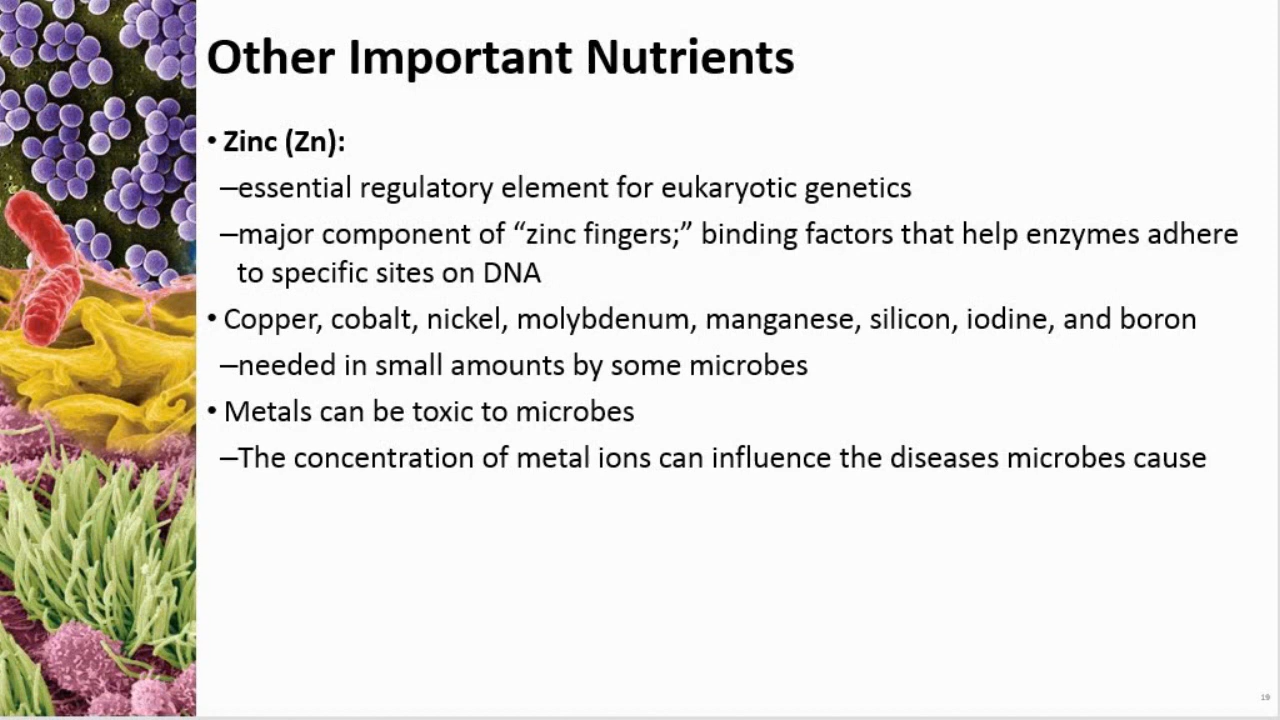 Other Important Nutrients
• Zinc (Zn):
–essential regulatory element for eukaryotic genetics
–major component of “zinc fingers;” binding factors that help enzymes adhere
to specific sites on DNA
• Copper, cobalt, nickel, molybdenum, manganese, silicon, iodine, and boron
–needed in small amounts by some microbes
• Metals can be toxic to microbes
–The concentration of metal ions can influence the diseases microbes cause
19